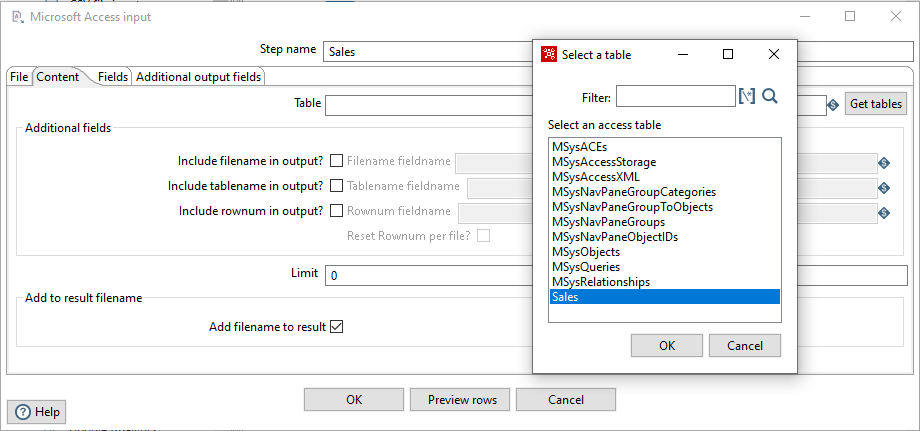 Microsoft Access input
Step name Sales
File Content Fields Additional output fields
Table Get tables
Additional fields
Include filename in output? Filename fieldname
Include tablename in output? Tablename fieldname
Include rownum in output? Rownum fieldname
Reset Rownum per file?
Limit 0
Add to result filename
Add filename to result
OK Preview rows Cancel
Help
Select a table
Filter:
Select an access table
MSysACEs
MSysAccessStorage
MSysAccessXML
MSysNavPaneGroupCategories
MSysNavPaneGroupToObjects
MSysNavPaneGroups
MSysNavPaneObjectIDs
MSysObjects
MSysQueries
MSysRelationships
Sales
OK Cancel